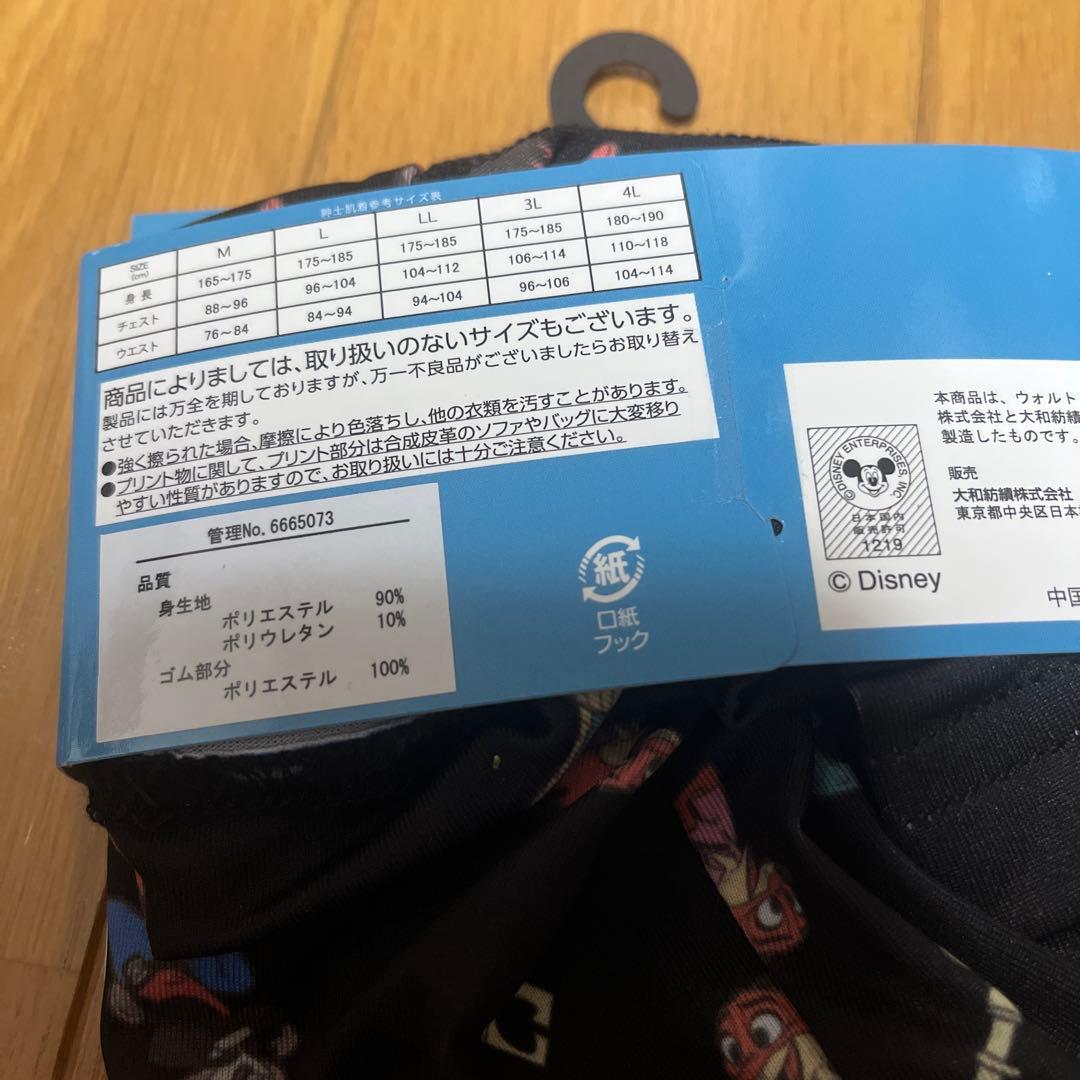 紳士肌着参考サイズ表
SIZE (cm) M L LL 3L 4L
身長 165~175 175~185 175~185 175~185 180~190
チェスト 88~96 96~104 104~112 106~114 110~118
ウエスト 76~84 84~94 94~104 96~106 104~114
商品によりましては、取り扱いのないサイズもございます。
製品には万全を期しておりますが、万一不良品がございましたらお取り替え
させていただきます。
●強く擦られた場合、摩擦により色落ちし、他の衣類を汚すことがあります。
●プリント物に関して、プリント部分は合成皮革のソファやバッグに大変移り
やすい性質がありますので、お取り扱いには十分ご注意ください。
管理No.6665073
品質
身生地
ポリエステル 90%
ポリウレタン 10%
ゴム部分
ポリエステル 100%
紙
口紙
フック
本商品は、ウォルト
株式会社と大和紡績
製造したものです。
© DISNEY ENTERPRISES, INC.
日本国内
販売許可
1219
© Disney
販売
大和紡績株式会社
東京都中央区日本
中国